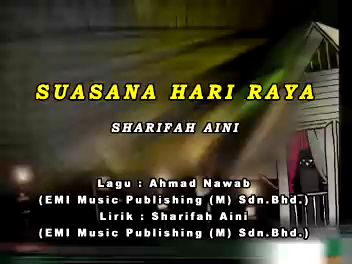 SUASANA HARI RAYA
SHARIFAH AINI
Lagu : Ahmad Nawab
(EMI Music Publishing (M) Sdn.Bhd.)
Lirik : Sharifah Aini
(EMI Music Publishing (M) Sdn.Bhd.)